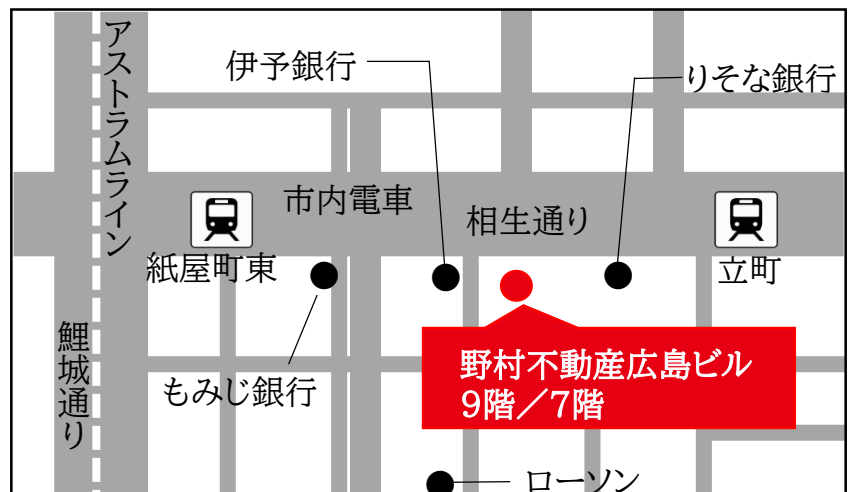 アストラムライン
伊予銀行
りそな銀行
市内電車
相生通り
紙屋町東
立町
鯉城通り
もみじ銀行
野村不動産広島ビル
9階／7階
ローソン